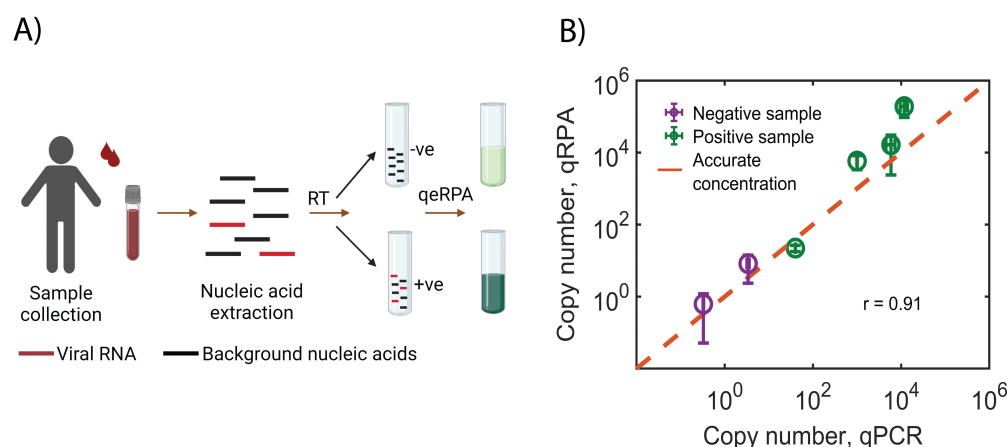 A)
-ve
RT
qeRPA
+ve
Sample
collection
Nucleic acid
extraction
Viral RNA
Background nucleic acids
B)
10^6
10^4
10^2
10^0
Copy number, qRPA
Negative sample
Positive sample
Accurate
concentration
r = 0.91
10^0
10^2
10^4
10^6
Copy number, qPCR